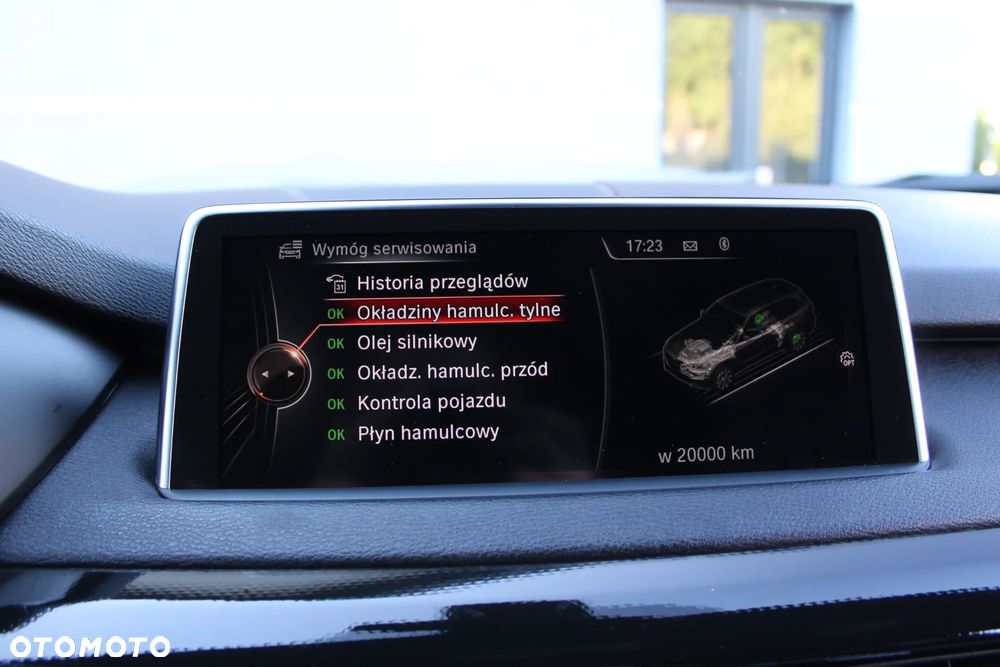 Wymóg serwisowania
17:23
31 Historia przeglądów
OK Okładziny hamulc. tylne
OK Olej silnikowy
OK Okładz. hamulc. przód
OK Kontrola pojazdu
OK Płyn hamulcowy
OPT
w 20000 km
OTOMOTO